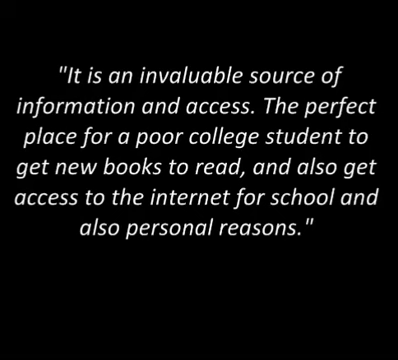 "It is an invaluable source of
information and access. The perfect
place for a poor college student to
get new books to read, and also get
access to the internet for school and
also personal reasons."